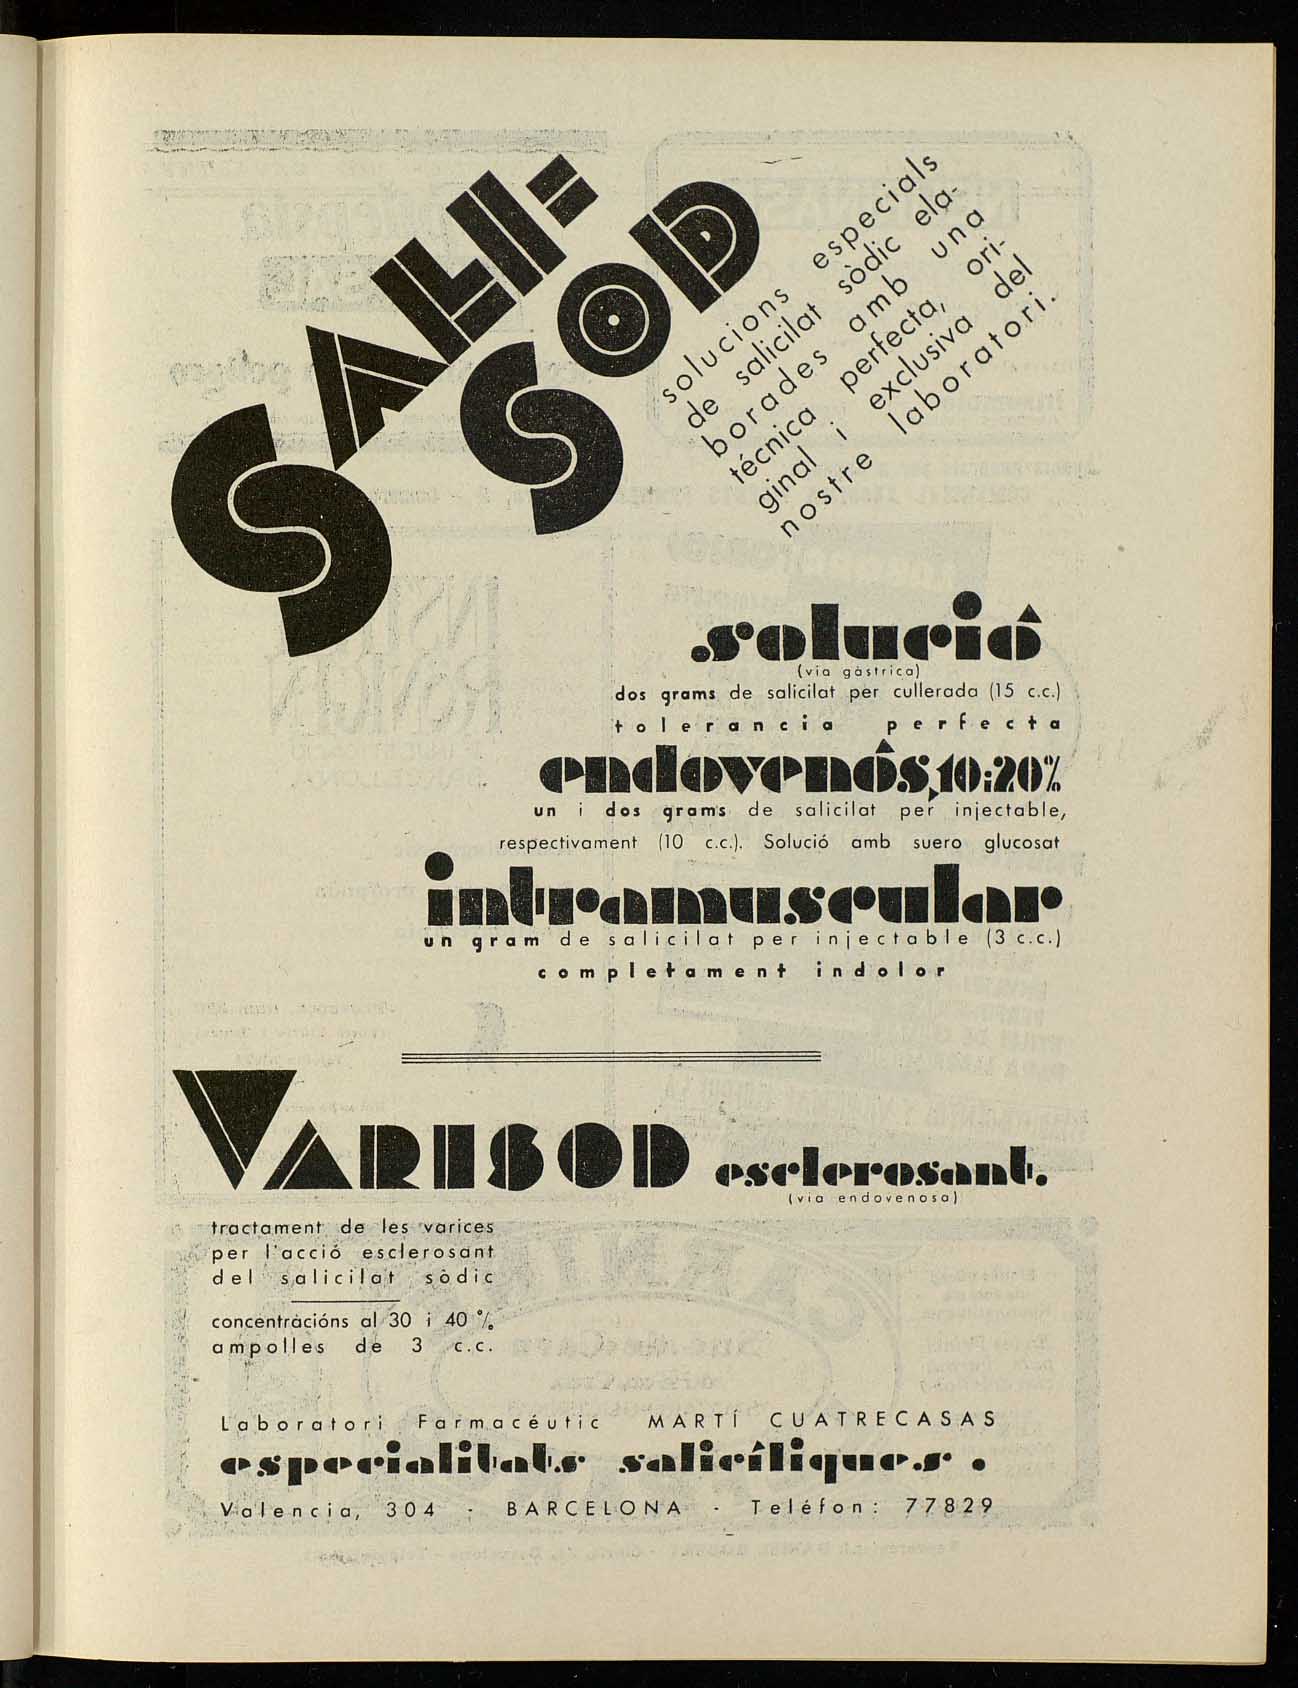 SALI=
SOD
solucions especials
de salicilat sòdic ela-
borades amb una
técnica perfecta, ori-
ginal i exclusiva del
nostre laboratori.
solució
(via gàstrica)
dos grams de salicilat per cullerada (15 c.c.)
tolerancia perfecta
endovenós, 10 i 20%
un i dos grams de salicilat per injectable,
respectivament (10 c.c.). Solució amb suero glucosat
intramuscular
un gram de salicilat per injectable (3 c.c.)
completament indolor
VARISOD esclerosant.
(via endovenosa)
tractament de les varices
per l'acció esclerosant
del salicilat sòdic
concentràcións al 30 i 40 %
ampolles de 3 c.c.
Laboratori Farmacéutic MARTÍ CUATRECASAS
especialitats salicíliques.
Valencia, 304 - BARCELONA - Teléfon: 77829